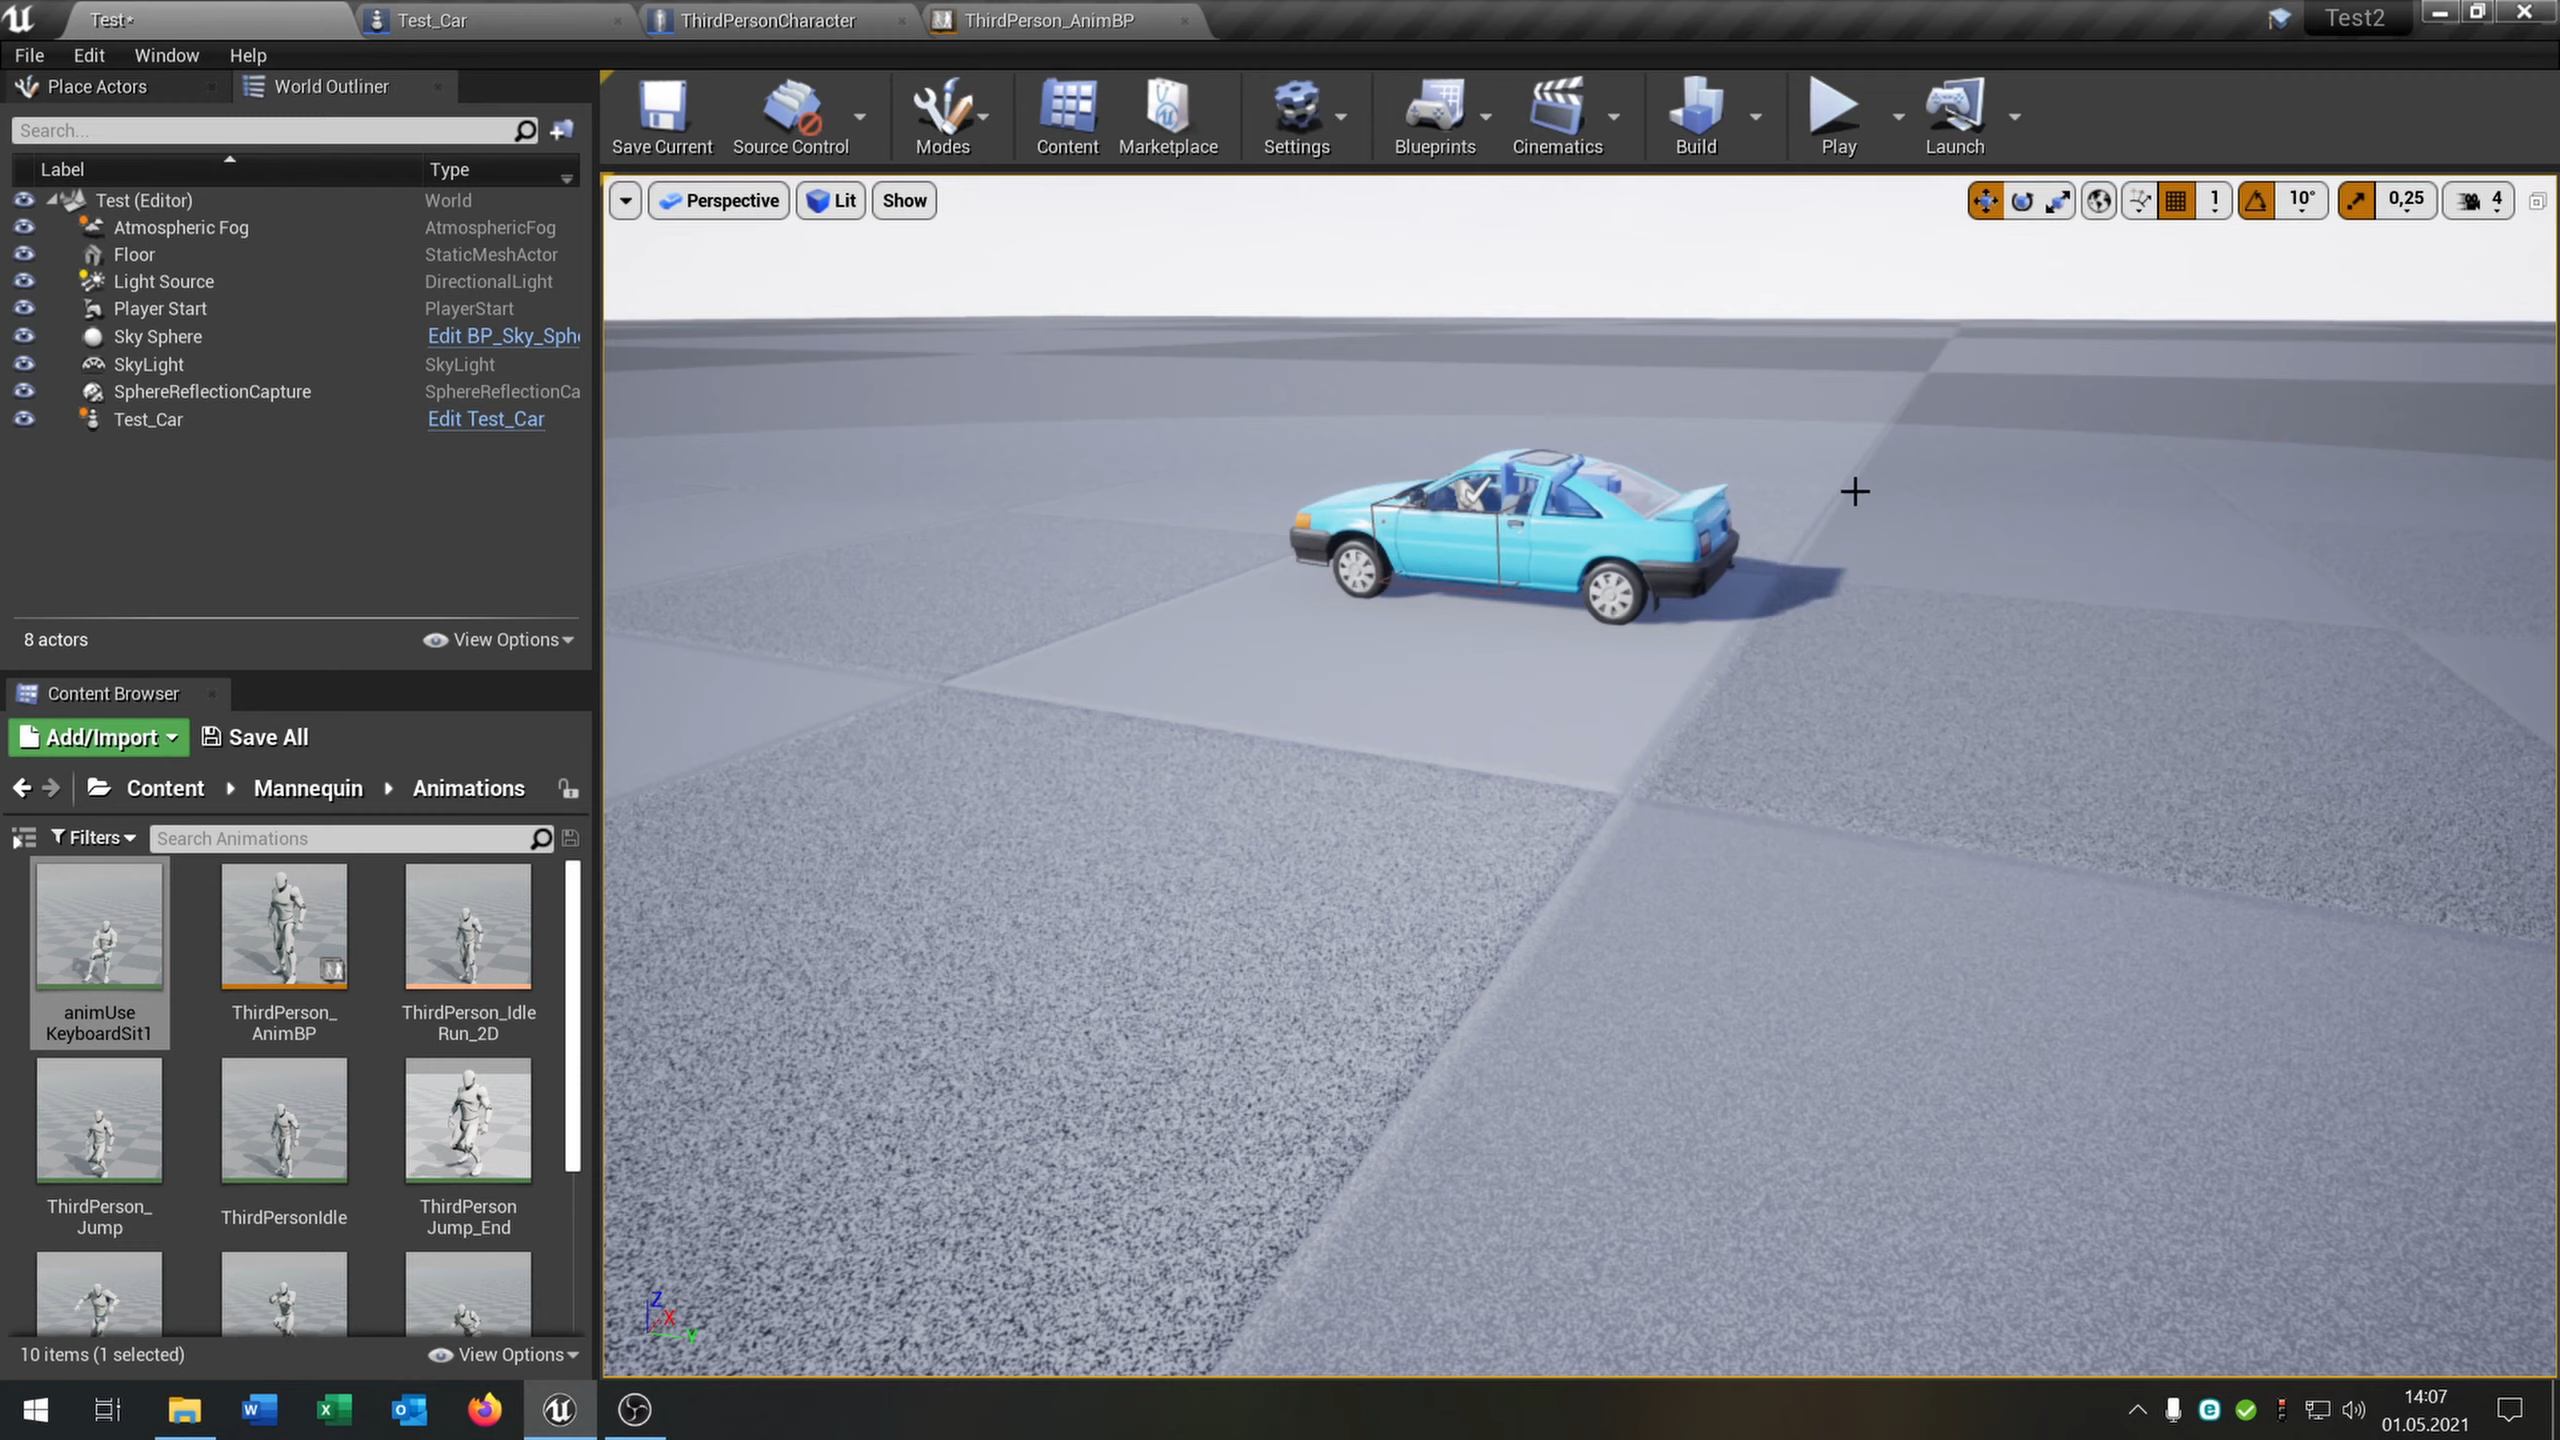 Test*
Test_Car
ThirdPersonCharacter
ThirdPerson_AnimBP
Test2
File
Edit
Window
Help
Place Actors
World Outliner
Search...
Label
Type
Test (Editor)
World
Atmospheric Fog
AtmosphericFog
Floor
StaticMeshActor
Light Source
DirectionalLight
Player Start
PlayerStart
Sky Sphere
Edit BP_Sky_Sphe
SkyLight
SkyLight
SphereReflectionCapture
SphereReflectionCa
Test_Car
Edit Test_Car
8 actors
View Options
Save Current
Source Control
Modes
Content
Marketplace
Settings
Blueprints
Cinematics
Build
Play
Launch
Perspective
Lit
Show
1
10°
0,25
4
Content Browser
Add/Import
Save All
Content
Mannequin
Animations
Filters
Search Animations
animUse
KeyboardSit1
ThirdPerson_
AnimBP
ThirdPerson_Idle
Run_2D
ThirdPerson_
Jump
ThirdPersonIdle
ThirdPerson
Jump_End
10 items (1 selected)
View Options
Z
X
Y
14:07
01.05.2021